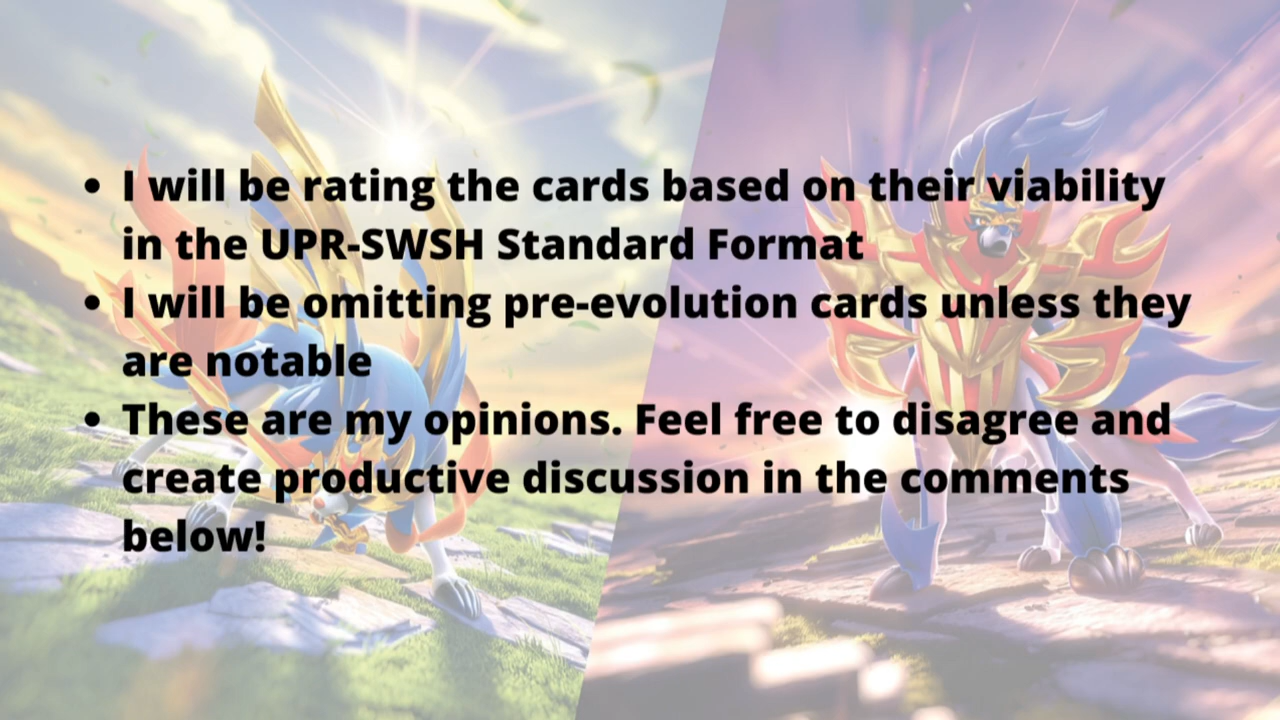 • I will be rating the cards based on their viability
in the UPR-SWSH Standard Format
• I will be omitting pre-evolution cards unless they
are notable
• These are my opinions. Feel free to disagree and
create productive discussion in the comments
below!